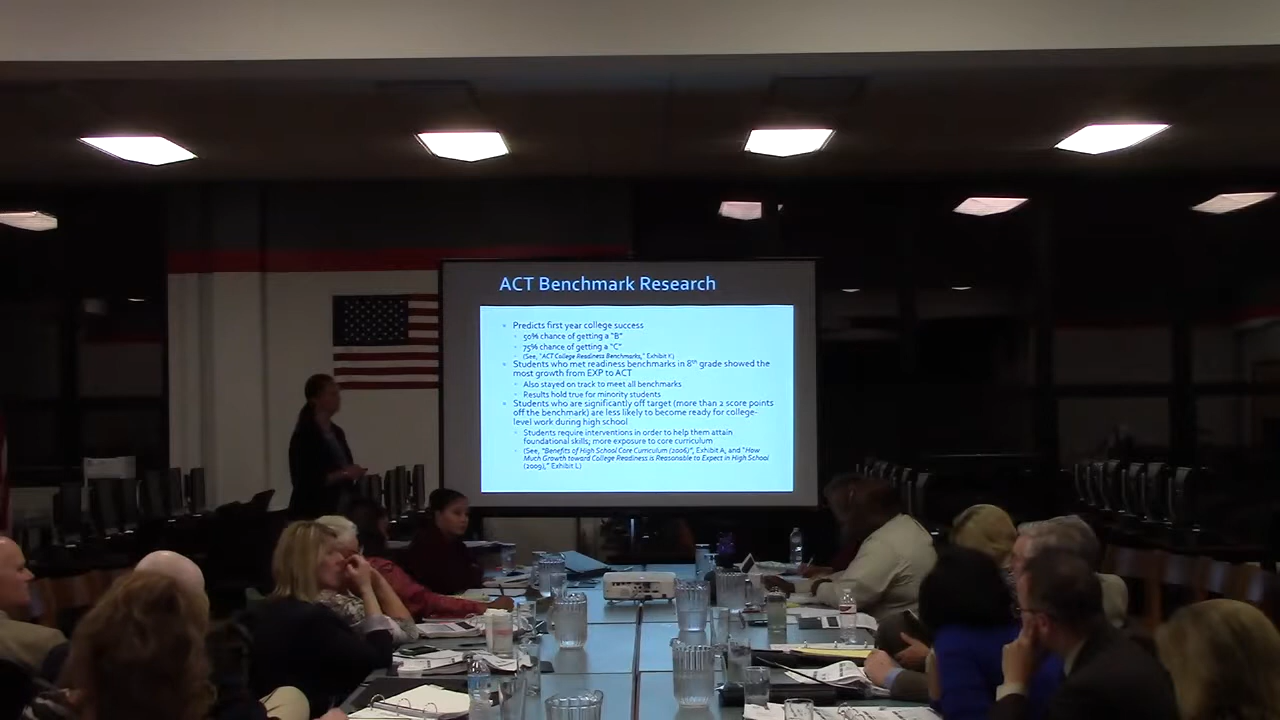 ACT Benchmark Research
Predicts first year college success
50% chance of getting a "B"
75% chance of getting a "C"
(See, "ACT College Readiness Benchmarks," Exhibit K)
Students who met readiness benchmarks in 8th grade showed the
most growth from EXP to ACT
Also stayed on track to meet all benchmarks
Results hold true for minority students
Students who are significantly off target (more than 2 score points
off the benchmark) are less likely to become ready for college-
level work during high school
Students require interventions in order to help them attain
foundational skills; more exposure to core curriculum
(See, "Benefits of High School Core Curriculum (2006)", Exhibit A, and "How
Much Growth toward College Readiness is Reasonable to Expect in High School
(2009)," Exhibit L)